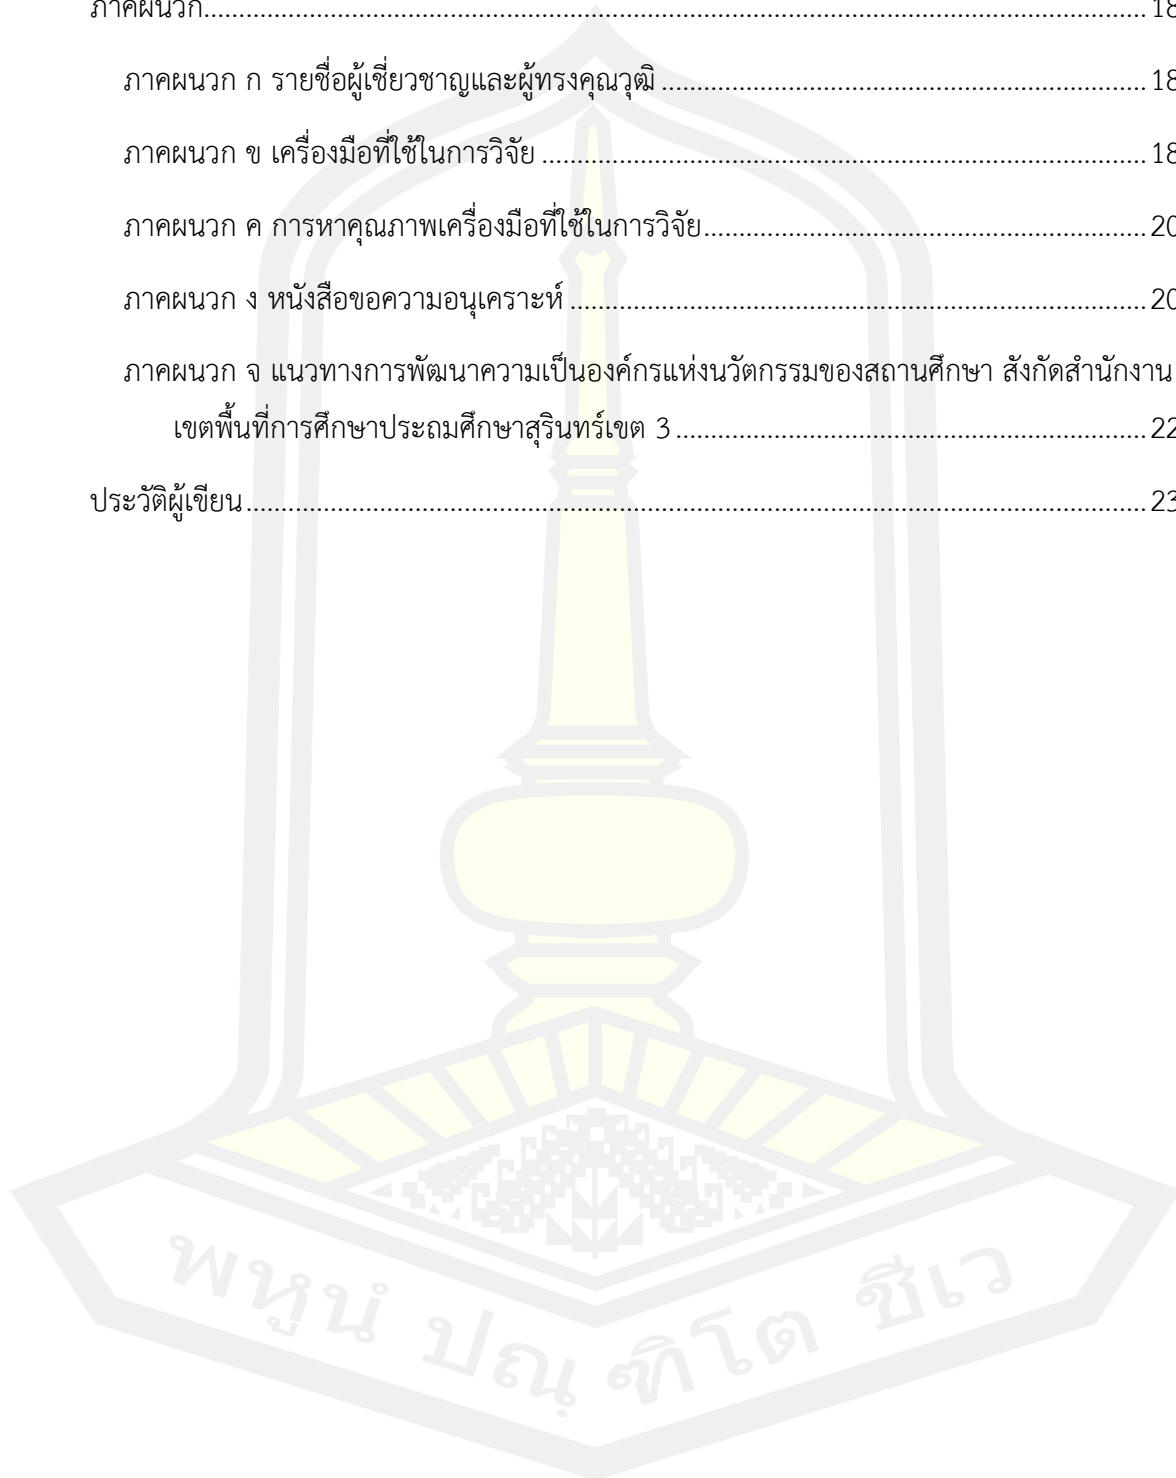 ภาคผนวก........................................................................................................ 18
ภาคผนวก ก รายชื่อผู้เชี่ยวชาญและผู้ทรงคุณวุฒิ ........................................................ 18
ภาคผนวก ข เครื่องมือที่ใช้ในการวิจัย ........................................................ 18
ภาคผนวก ค การหาคุณภาพเครื่องมือที่ใช้ในการวิจัย........................................................ 20
ภาคผนวก ง หนังสือขอความอนุเคราะห์ ........................................................ 20
ภาคผนวก จ แนวทางการพัฒนาความเป็นองค์กรแห่งนวัตกรรมของสถานศึกษา สังกัดสำนักงาน
เขตพื้นที่การศึกษาประถมศึกษาสุรินทร์เขต 3 ........................................................ 22
ประวัติผู้เขียน ........................................................ 23
พหูนํ ปณฺฑิโต ชีเว